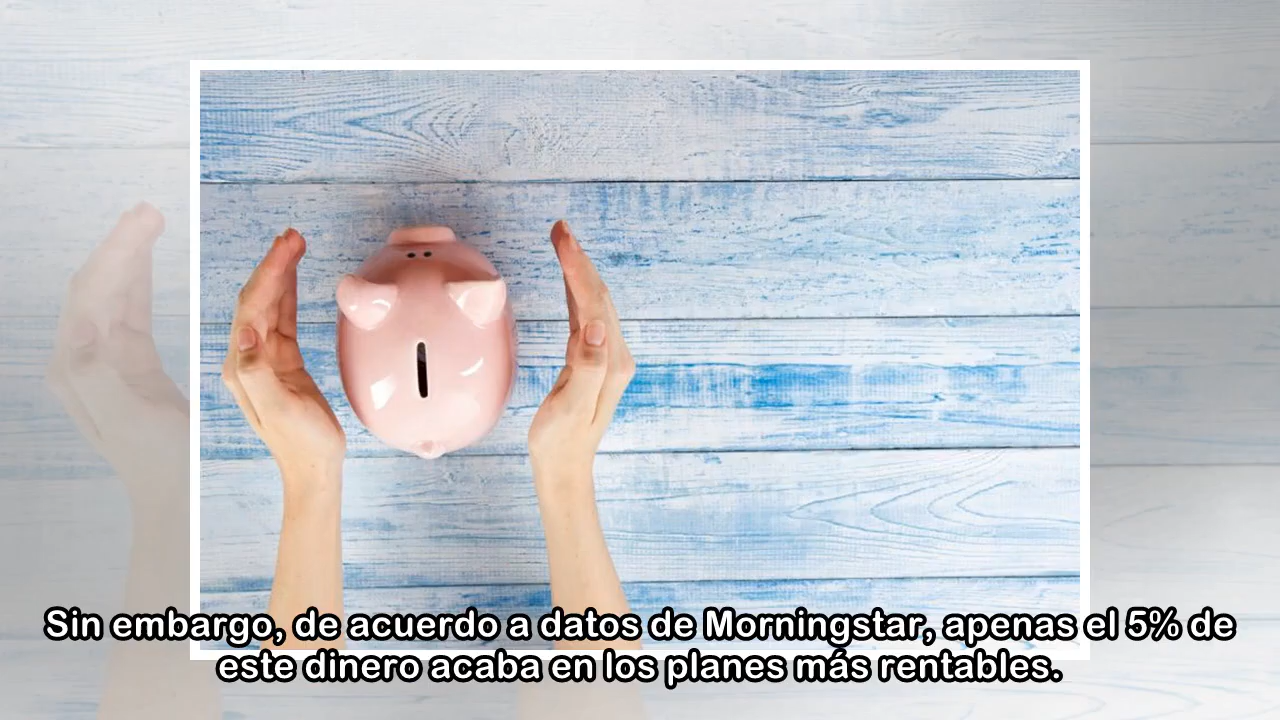 Sin embargo, de acuerdo a datos de Morningstar, apenas el 5% de
este dinero acaba en los planes más rentables.